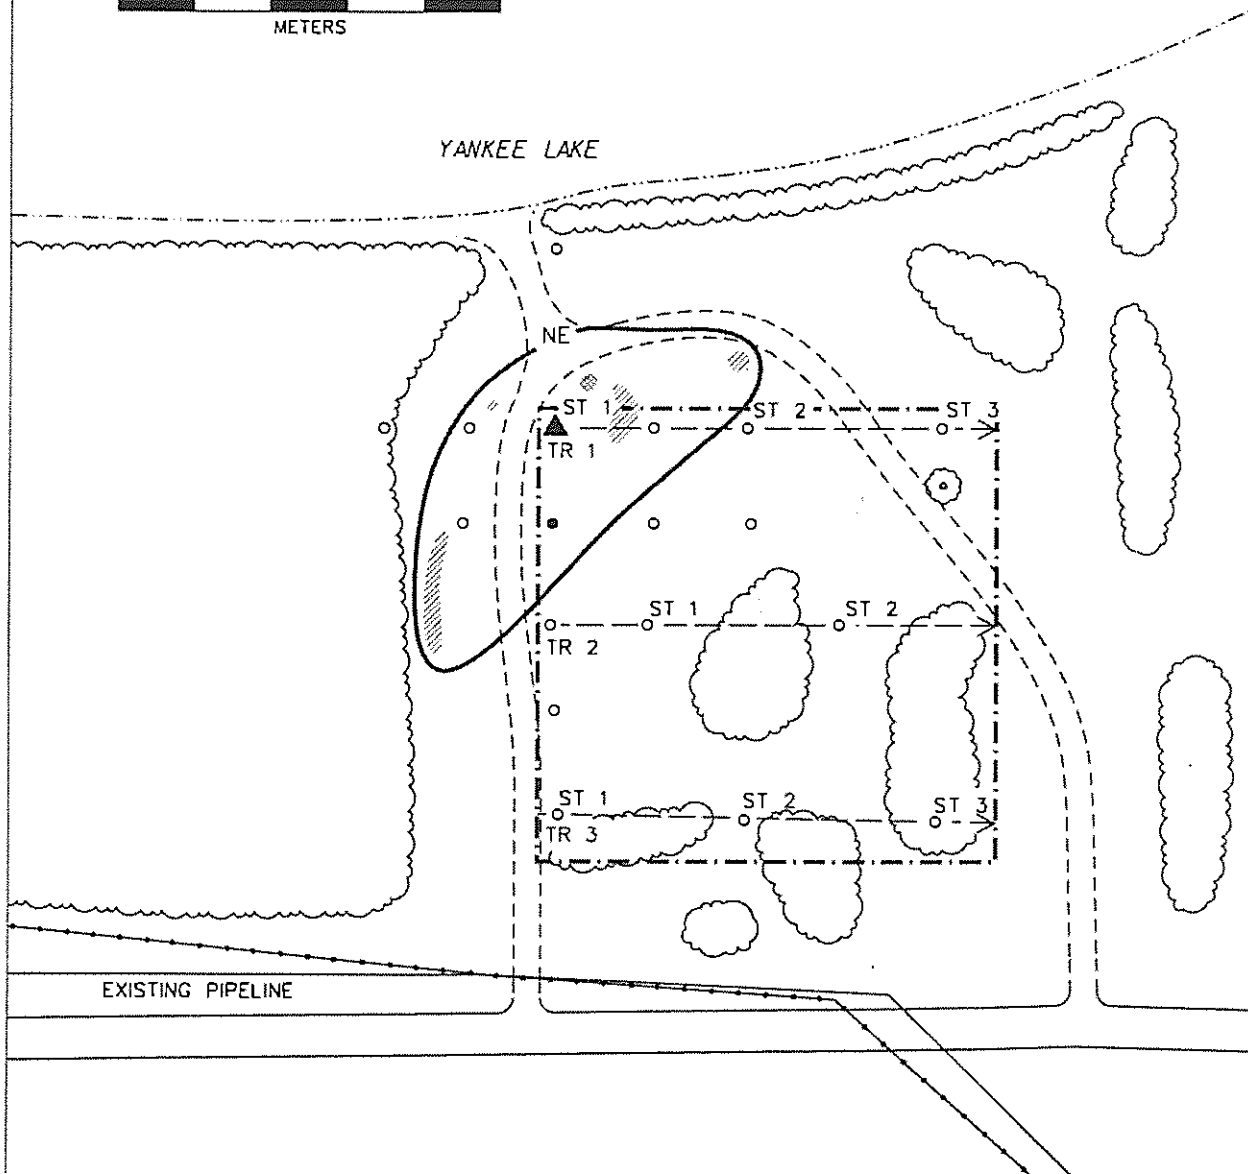 METERS
YANKEE LAKE
NE
ST 1 ST 2 ST 3
TR 1
ST 1 ST 2
TR 2
ST 1 ST 2 ST 3
TR 3
EXISTING PIPELINE